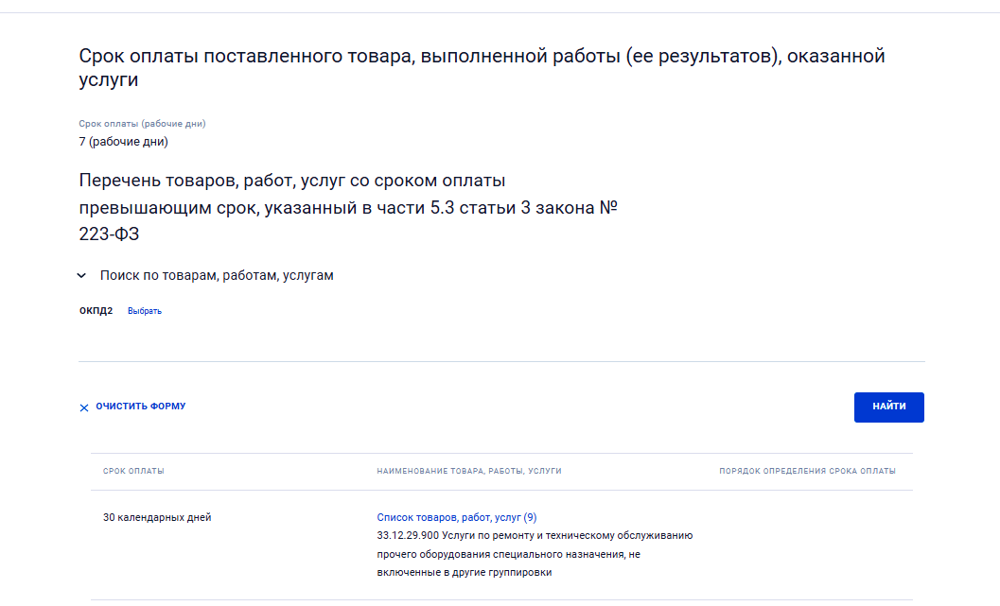 Срок оплаты поставленного товара, выполненной работы (ее результатов), оказанной
услуги
Срок оплаты (рабочие дни)
7 (рабочие дни)
Перечень товаров, работ, услуг со сроком оплаты
превышающим срок, указанный в части 5.3 статьи 3 закона №
223-ФЗ
Поиск по товарам, работам, услугам
ОКПД2 Выбрать
ОЧИСТИТЬ ФОРМУ
НАЙТИ
СРОК ОПЛАТЫ НАИМЕНОВАНИЕ ТОВАРА, РАБОТЫ, УСЛУГИ ПОРЯДОК ОПРЕДЕЛЕНИЯ СРОКА ОПЛАТЫ
30 календарных дней Список товаров, работ, услуг (9)
33.12.29.900 Услуги по ремонту и техническому обслуживанию
прочего оборудования специального назначения, не
включенные в другие группировки